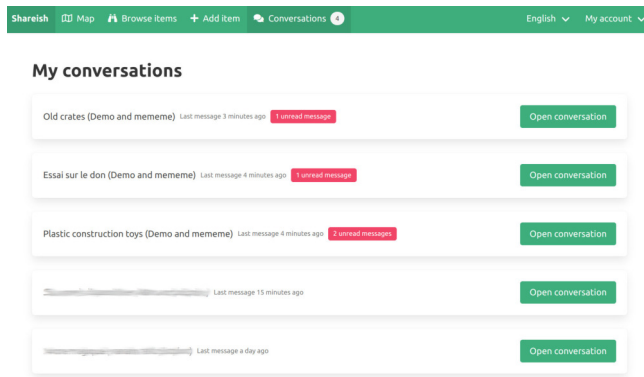 Shareish Map Browse items Add item Conversations 4 English My account
My conversations
Old crates (Demo and mememe) Last message 3 minutes ago 1 unread message Open conversation
Essai sur le don (Demo and mememe) Last message 4 minutes ago 1 unread message Open conversation
Plastic construction toys (Demo and mememe) Last message 4 minutes ago 2 unread messages Open conversation
Last message 15 minutes ago Open conversation
Last message a day ago Open conversation